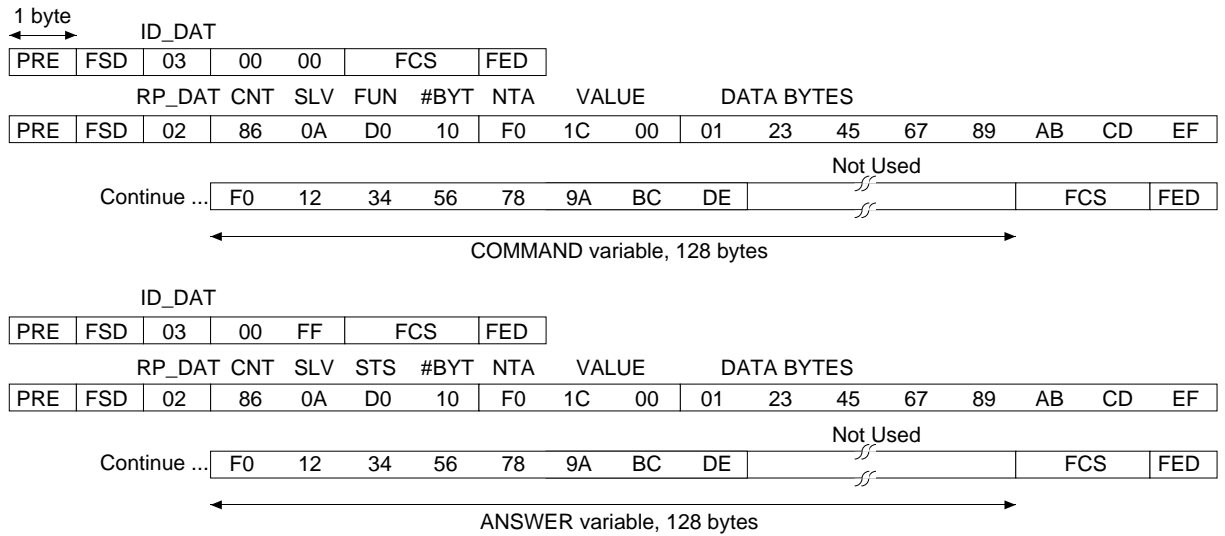 1 byte
ID_DAT
PRE FSD 03 00 00 FCS FED
RP_DAT CNT SLV FUN #BYT NTA VALUE DATA BYTES
PRE FSD 02 86 0A D0 10 F0 1C 00 01 23 45 67 89 AB CD EF
Not Used
Continue ... F0 12 34 56 78 9A BC DE FCS FED
COMMAND variable, 128 bytes
ID_DAT
PRE FSD 03 00 FF FCS FED
RP_DAT CNT SLV STS #BYT NTA VALUE DATA BYTES
PRE FSD 02 86 0A D0 10 F0 1C 00 01 23 45 67 89 AB CD EF
Not Used
Continue ... F0 12 34 56 78 9A BC DE FCS FED
ANSWER variable, 128 bytes